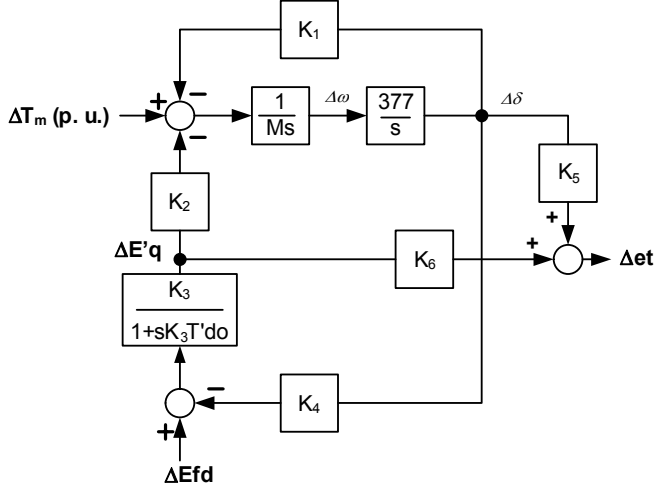 K₁
+
−
ΔTₘ (p. u.)
1
Ms
Δω
377
s
Δδ
−
K₅
K₂
+
ΔE'q
K₆
+
Δet
K₃
1+sK₃T'do
−
K₄
+
ΔEfd